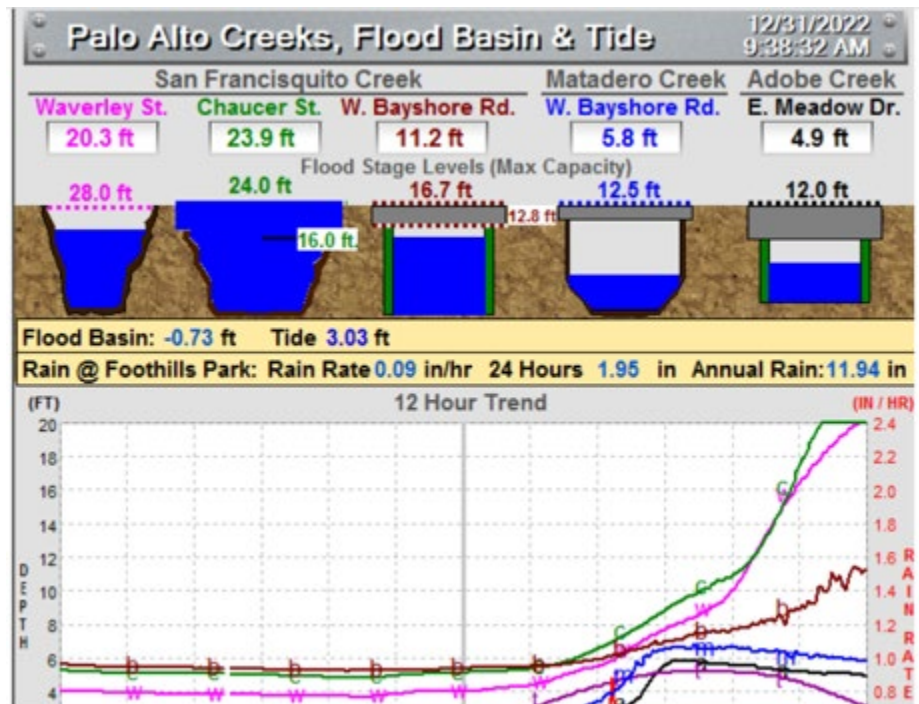 Palo Alto Creeks, Flood Basin & Tide
12/31/2022
9:38:32 AM
San Francisquito Creek Matadero Creek Adobe Creek
Waverley St. Chaucer St. W. Bayshore Rd. W. Bayshore Rd. E. Meadow Dr.
20.3 ft 23.9 ft 11.2 ft 5.8 ft 4.9 ft
Flood Stage Levels (Max Capacity)
28.0 ft 24.0 ft 16.7 ft 12.5 ft 12.0 ft
12.8 ft
16.0 ft.
Flood Basin: -0.73 ft Tide 3.03 ft
Rain @ Foothills Park: Rain Rate 0.09 in/hr 24 Hours 1.95 in Annual Rain: 11.94 in
(FT) 12 Hour Trend (IN / HR)
20 2.4
18 2.2
16 2.0
14 1.8
12 1.6
10 1.4
8 1.2
6 1.0
4 0.8
DEPTH
RAIN RATE